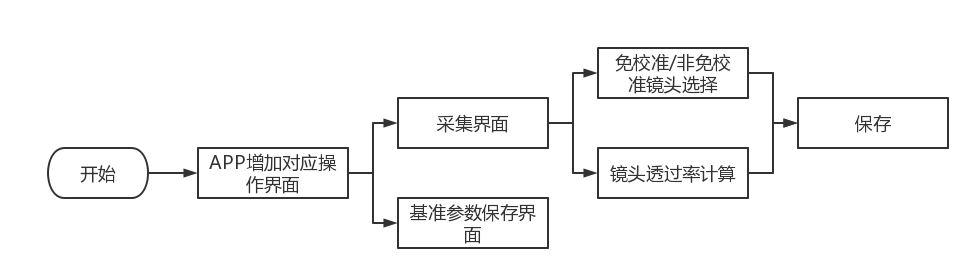 开始
APP增加对应操
作界面
采集界面
基准参数保存界
面
免校准/非免校
准镜头选择
镜头透过率计算
保存